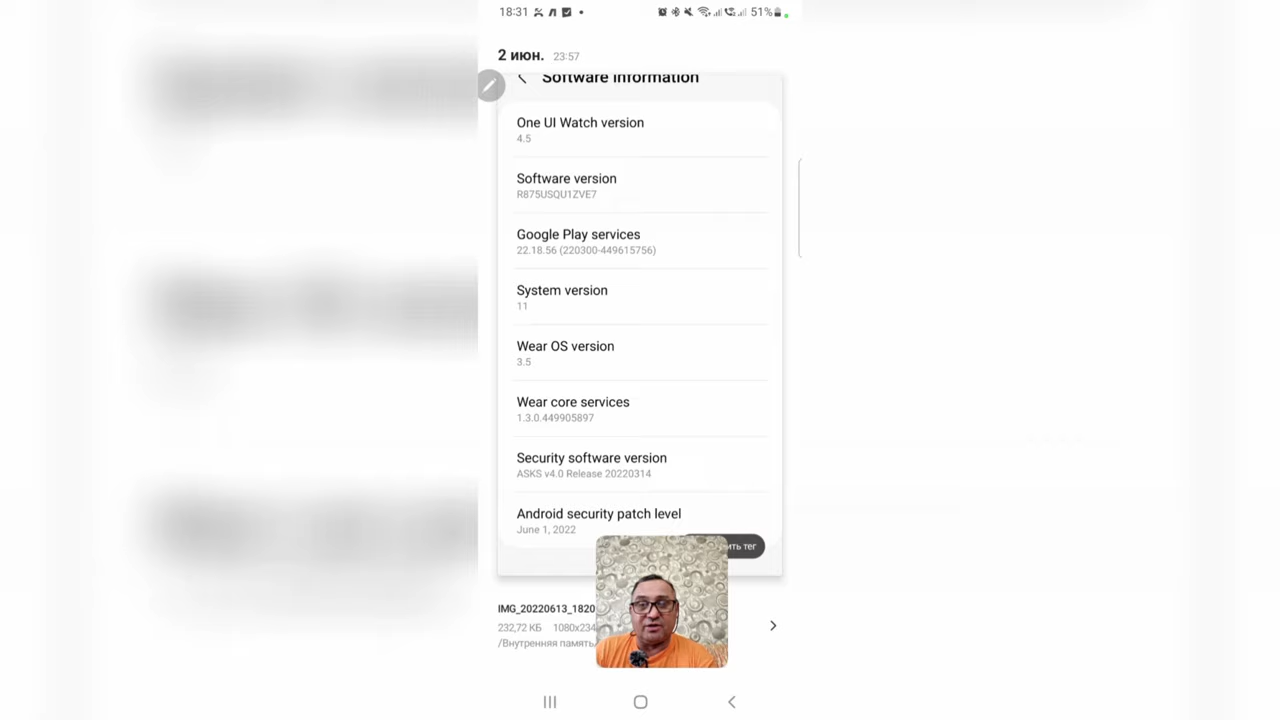 18:31
51%
2 июн. 23:57
Software information
One UI Watch version
4.5
Software version
R875USQU1ZVE7
Google Play services
22.18.56 (220300-449615756)
System version
11
Wear OS version
3.5
Wear core services
1.3.0.449905897
Security software version
ASKS v4.0 Release 20220314
Android security patch level
June 1, 2022
тег
IMG_20220613_1820
232,72 КБ 1080x234
/Внутренняя память